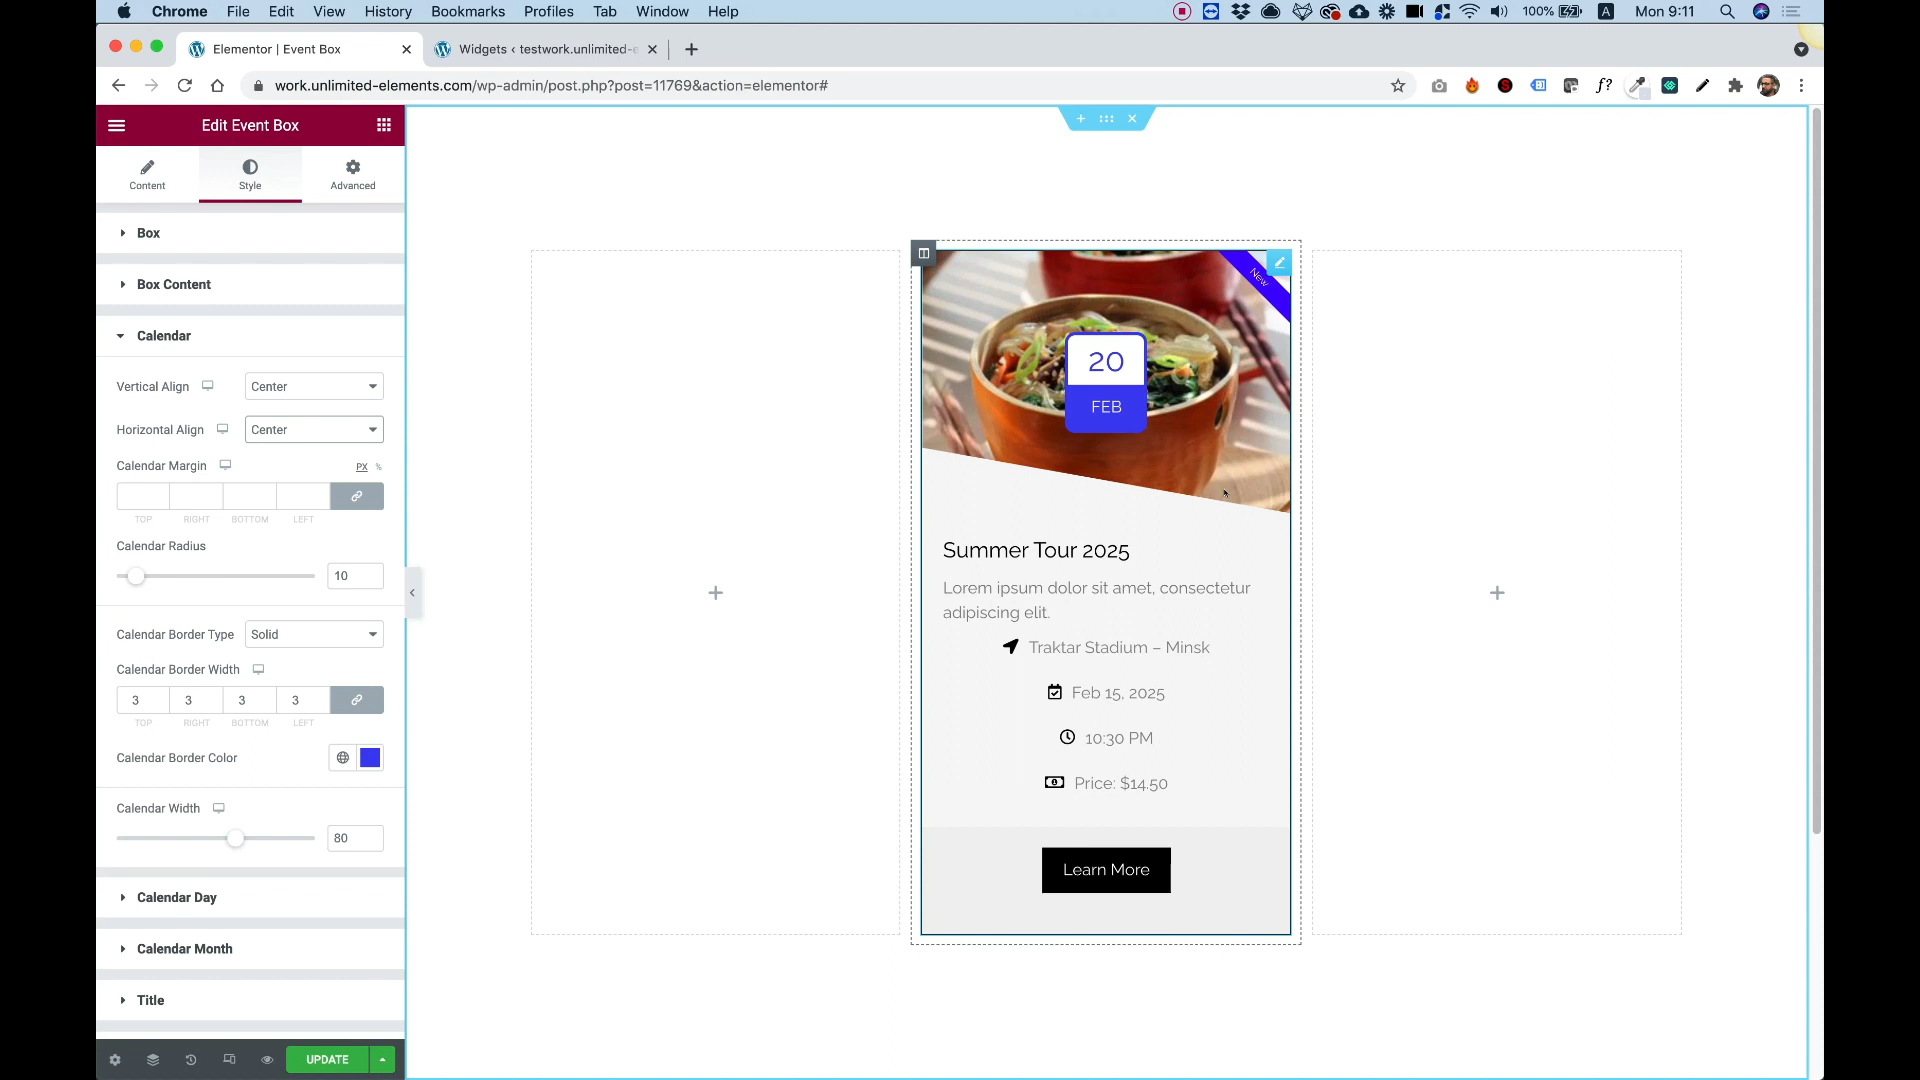 Chrome File Edit View History Bookmarks Profiles Tab Window Help 100% A Mon 9:11
Elementor | Event Box Widgets ‹ testwork.unlimited-e
work.unlimited-elements.com/wp-admin/post.php?post=11769&action=elementor# f?
Edit Event Box
Content Style Advanced
Box
Box Content
Calendar
Vertical Align Center
Horizontal Align Center
Calendar Margin PX %
TOP RIGHT BOTTOM LEFT
Calendar Radius
10
Calendar Border Type Solid
Calendar Border Width
3 3 3 3
TOP RIGHT BOTTOM LEFT
Calendar Border Color
Calendar Width
80
Calendar Day
Calendar Month
Title
UPDATE
New
20
FEB
Summer Tour 2025
Lorem ipsum dolor sit amet, consectetur
adipiscing elit.
Traktar Stadium – Minsk
Feb 15, 2025
10:30 PM
Price: $14.50
Learn More